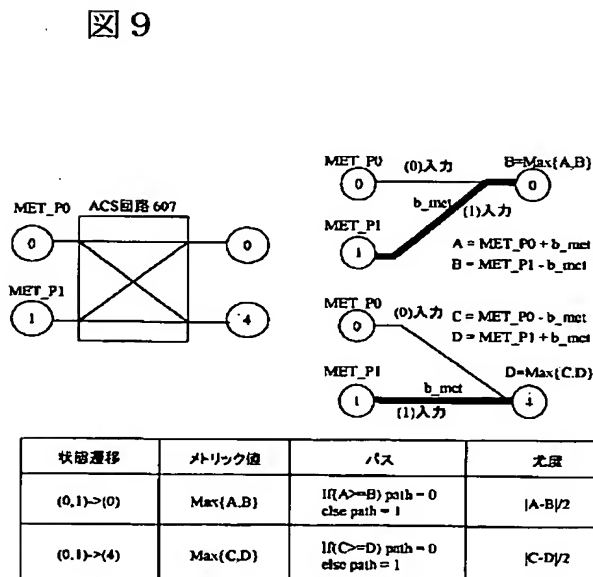 図9
MET_P0
ACS回路 607
0
0
MET_P1
1
4
MET_P0
(0)入力
B=Max{A,B}
0
0
b_met
(1)入力
MET_P1
1
A = MET_P0 + b_met
B = MET_P1 - b_met
MET_P0
0
(0)入力
C = MET_P0 - b_met
D = MET_P1 + b_met
MET_P1
b_met
D=Max{C,D}
1
4
(1)入力
状態遷移 メトリック値 パス 尤度
(0,1)->(0) Max{A,B} If(A>=B) path = 0 |A-B|/2
else path = 1
(0,1)->(4) Max{C,D} If(C>=D) path = 0 |C-D|/2
else path = 1